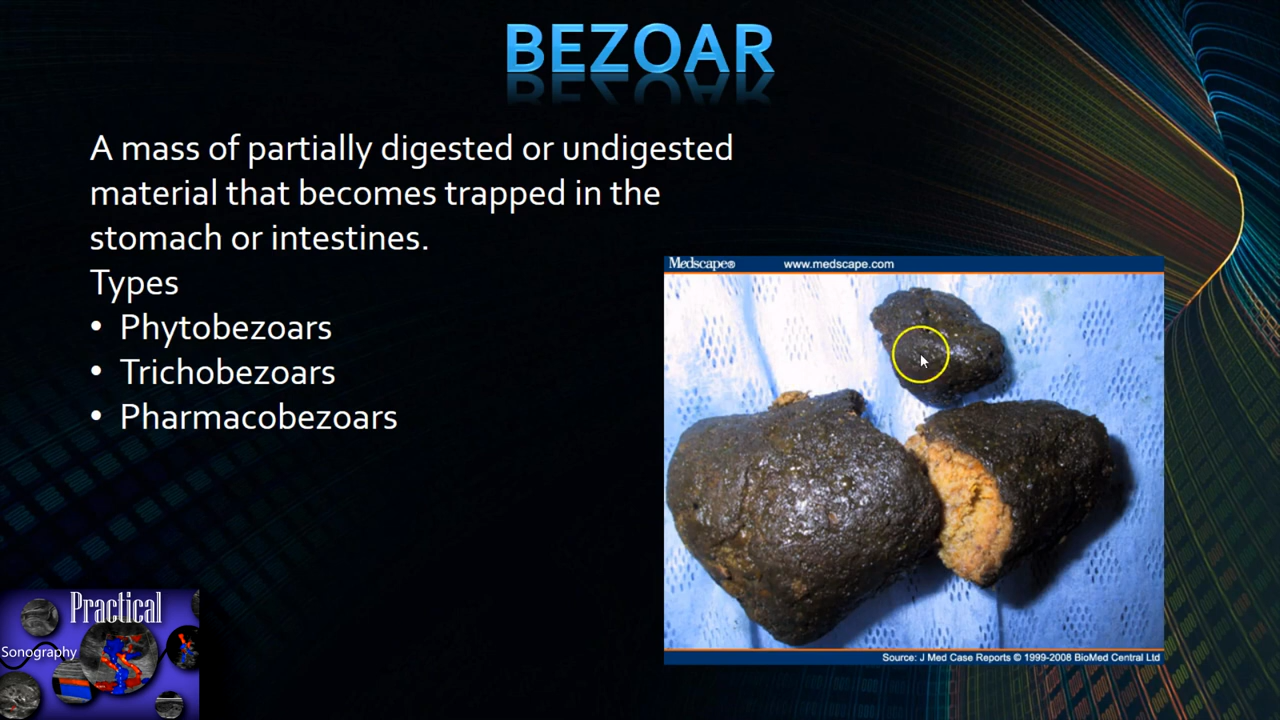 BEZOAR
A mass of partially digested or undigested
material that becomes trapped in the
stomach or intestines.
Types
• Phytobezoars
• Trichobezoars
• Pharmacobezoars
Medscape® www.medscape.com
Source: J Med Case Reports © 1999-2008 BioMed Central Ltd
Practical
Sonography